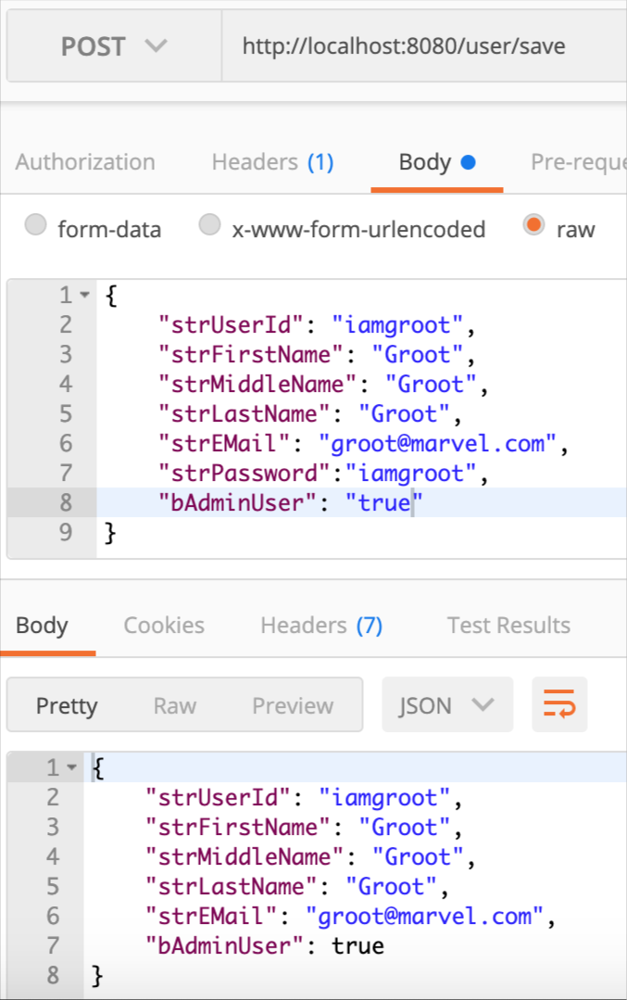 POST http://localhost:8080/user/save
Authorization Headers (1) Body Pre-reque
form-data x-www-form-urlencoded raw
1 {
2 "strUserId": "iamgroot",
3 "strFirstName": "Groot",
4 "strMiddleName": "Groot",
5 "strLastName": "Groot",
6 "strEMail": "groot@marvel.com",
7 "strPassword":"iamgroot",
8 "bAdminUser": "true"
9 }
Body Cookies Headers (7) Test Results
Pretty Raw Preview JSON
1 {
2 "strUserId": "iamgroot",
3 "strFirstName": "Groot",
4 "strMiddleName": "Groot",
5 "strLastName": "Groot",
6 "strEMail": "groot@marvel.com",
7 "bAdminUser": true
8 }